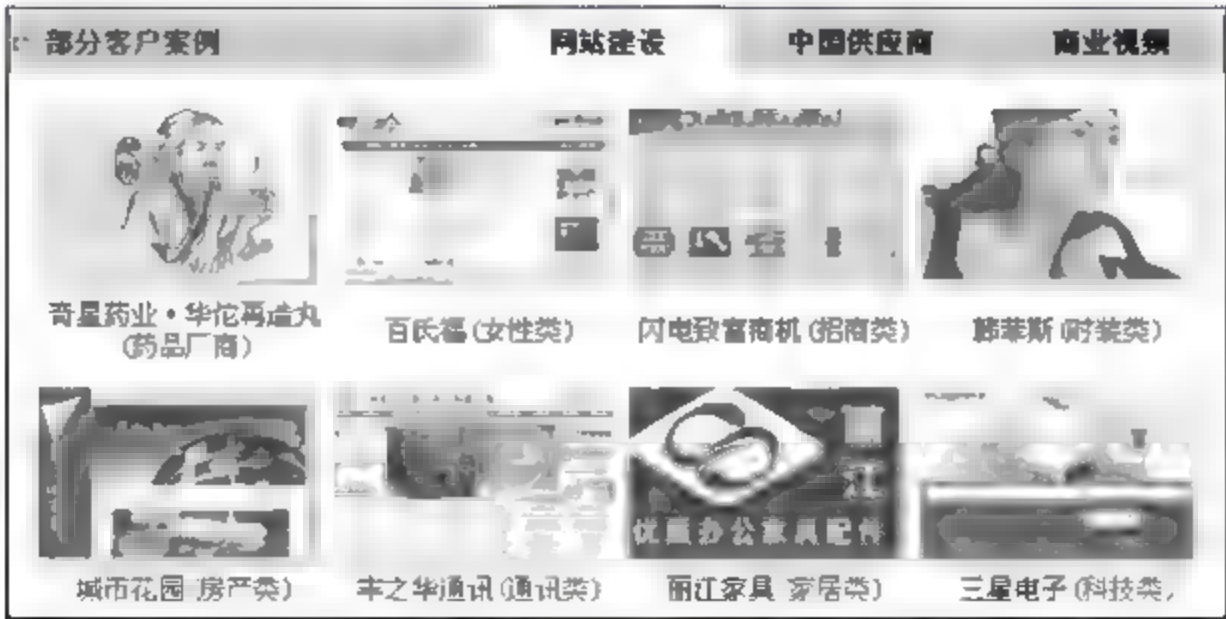 部分客户案例
网站建设
中国供应商
商业视频
奇星药业·华佗再造丸
(药品厂商)
百氏福(女性类)
闪电致富商机(招商类)
韩莱斯(时装类)
江
优质办公家具配件
城市花园(房产类)
丰之华通讯(通讯类)
丽江家具(家居类)
三星电子(科技类)